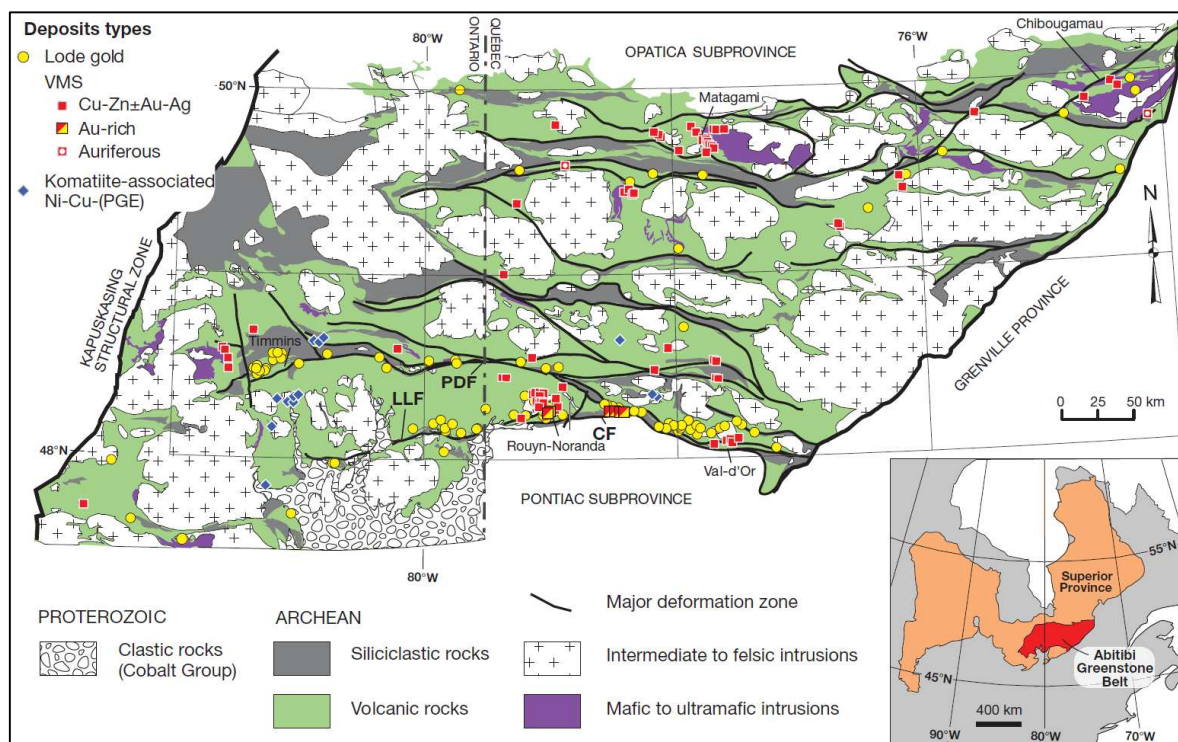 Deposits types
Lode gold
VMS
Cu-Zn±Au-Ag
Au-rich
Auriferous
Komatiite-associated
Ni-Cu-(PGE)
80°W
ONTARIO
QUÉBEC
OPATICA SUBPROVINCE
76°W
Chibougamau
50°N
Matagami
N
KAPUSKASING
STRUCTURAL ZONE
GRENVILLE PROVINCE
Timmins
PDF
LLF
CF
Rouyn-Noranda
Val-d'Or
0 25 50 km
48°N
PONTIAC SUBPROVINCE
80°W
PROTEROZOIC
Clastic rocks
(Cobalt Group)
ARCHEAN
Siliciclastic rocks
Volcanic rocks
Major deformation zone
Intermediate to felsic intrusions
Mafic to ultramafic intrusions
55°N
Superior
Province
Abitibi
Greenstone
Belt
45°N
400 km
90°W
80°W
70°W